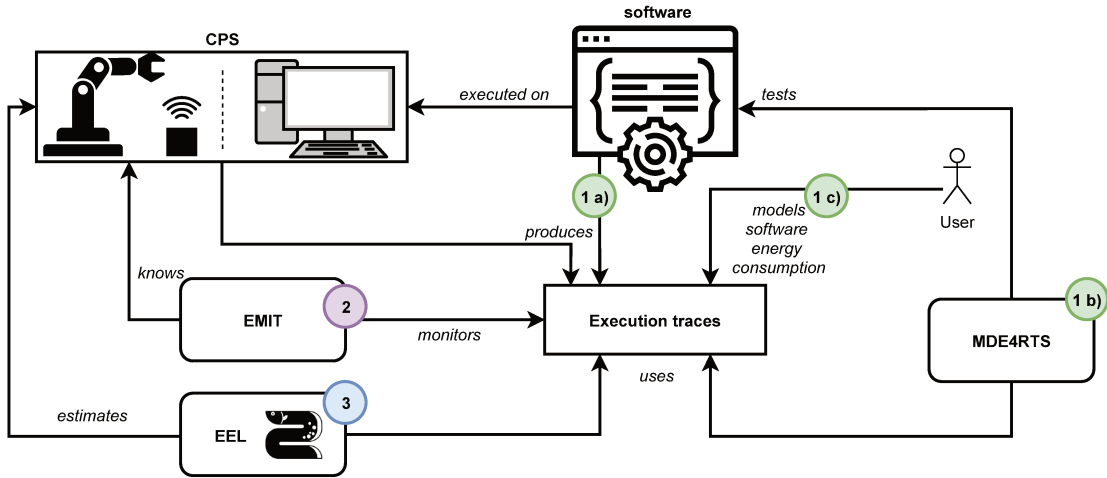 software
CPS
executed on
tests
1 a)
1 c)
models
software
energy
consumption
User
produces
knows
EMIT
2
monitors
Execution traces
1 b)
MDE4RTS
uses
estimates
EEL
3